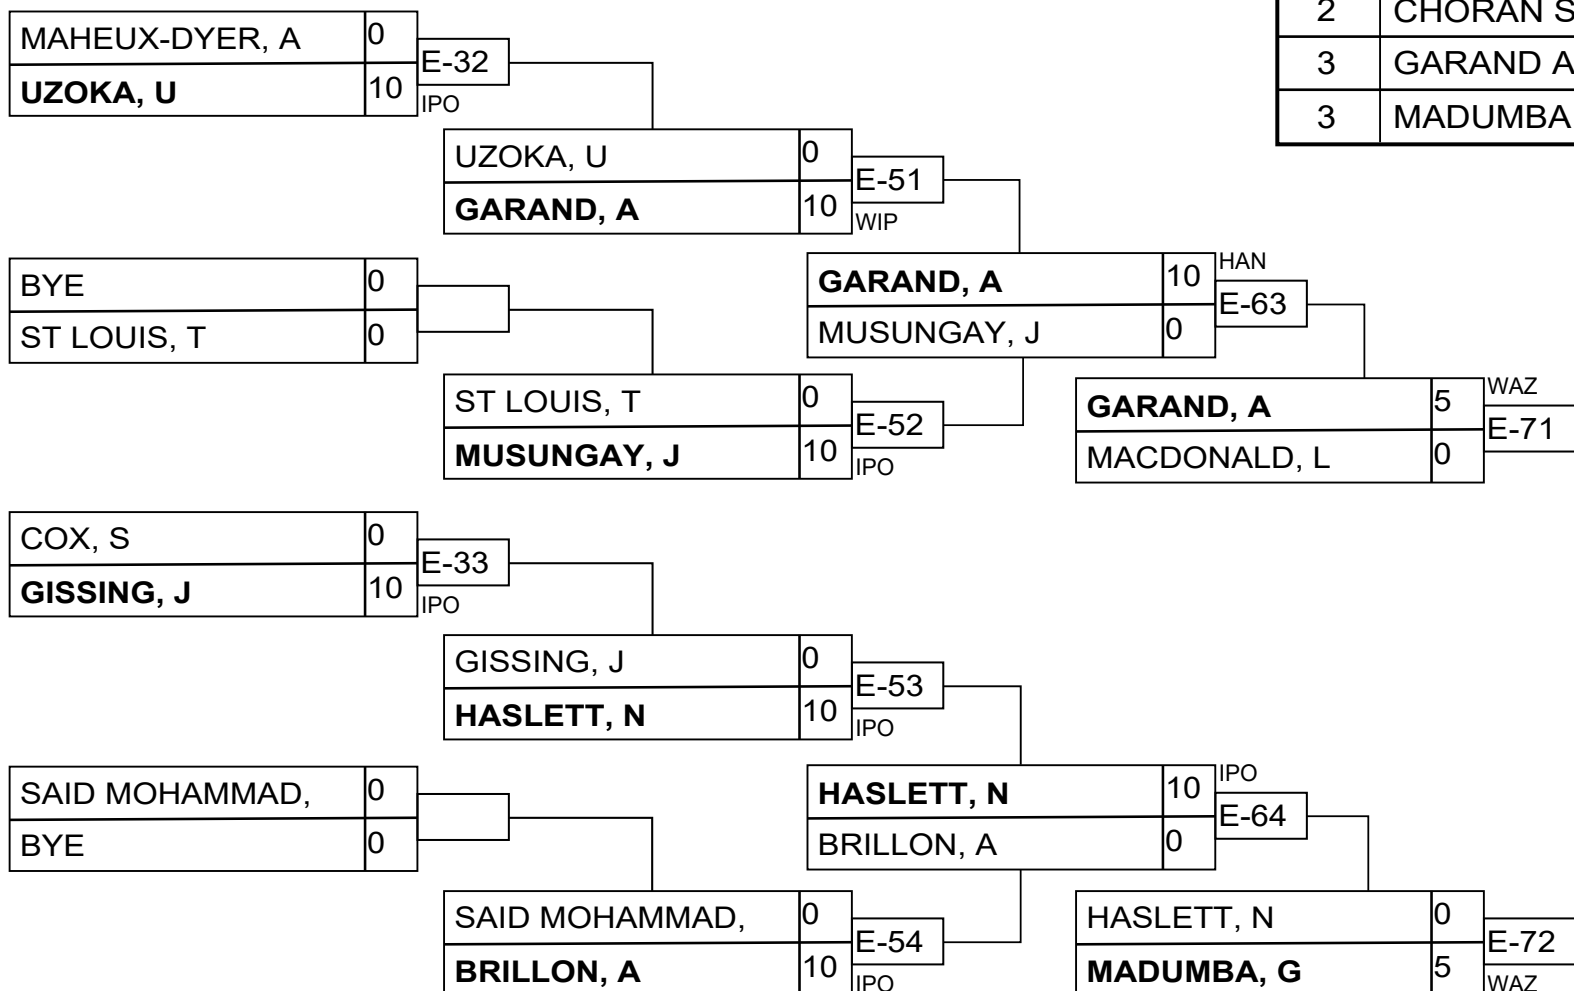 2 CHORAN S
3 GARAND A
3 MADUMBA
MAHEUX-DYER, A 0
E-32
UZOKA, U 10
IPO
UZOKA, U 0
E-51
GARAND, A 10
WIP
BYE 0
ST LOUIS, T 0
GARAND, A 10
HAN
E-63
MUSUNGAY, J 0
ST LOUIS, T 0
E-52
MUSUNGAY, J 10
IPO
GARAND, A 5
WAZ
E-71
MACDONALD, L 0
COX, S 0
E-33
GISSING, J 10
IPO
GISSING, J 0
E-53
HASLETT, N 10
IPO
SAID MOHAMMAD, 0
BYE 0
HASLETT, N 10
IPO
E-64
BRILLON, A 0
SAID MOHAMMAD, 0
E-54
BRILLON, A 10
IPO
HASLETT, N 0
E-72
MADUMBA, G 5
WAZ